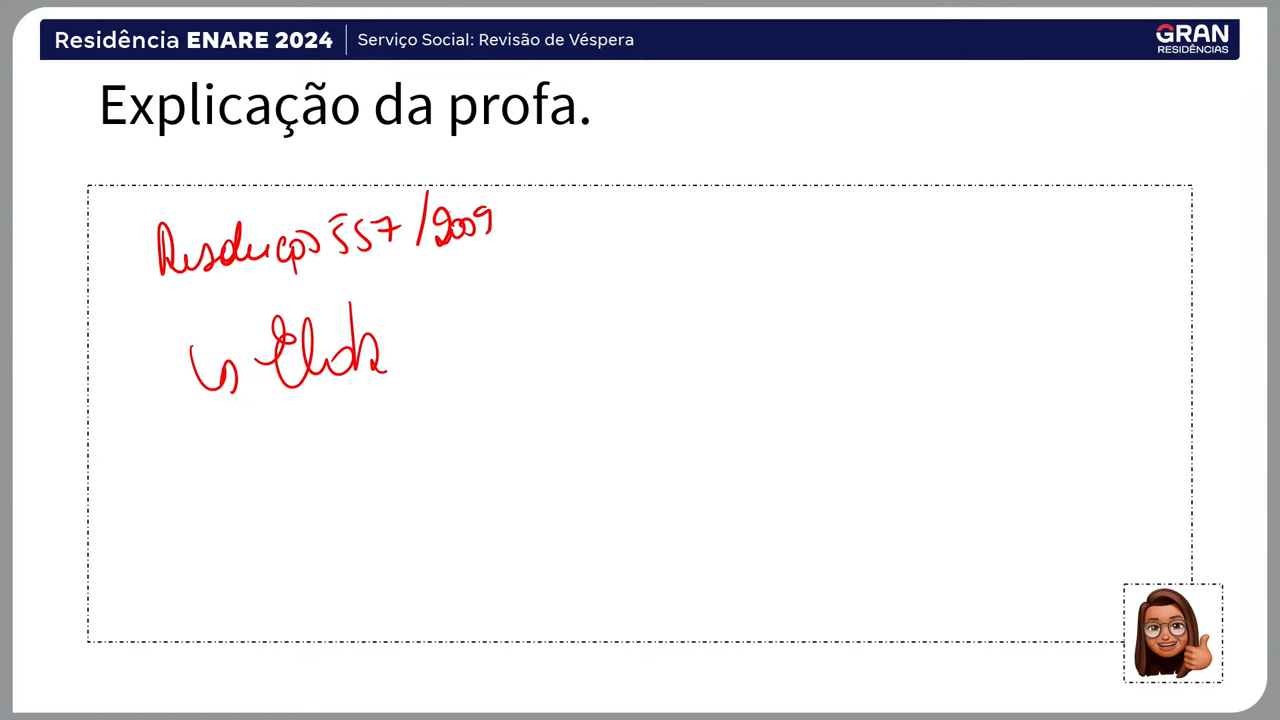 Residência ENARE 2024 | Serviço Social: Revisão de Véspera
GRAN
RESIDÊNCIAS
Explicação da profa.
Resolução 557/2009